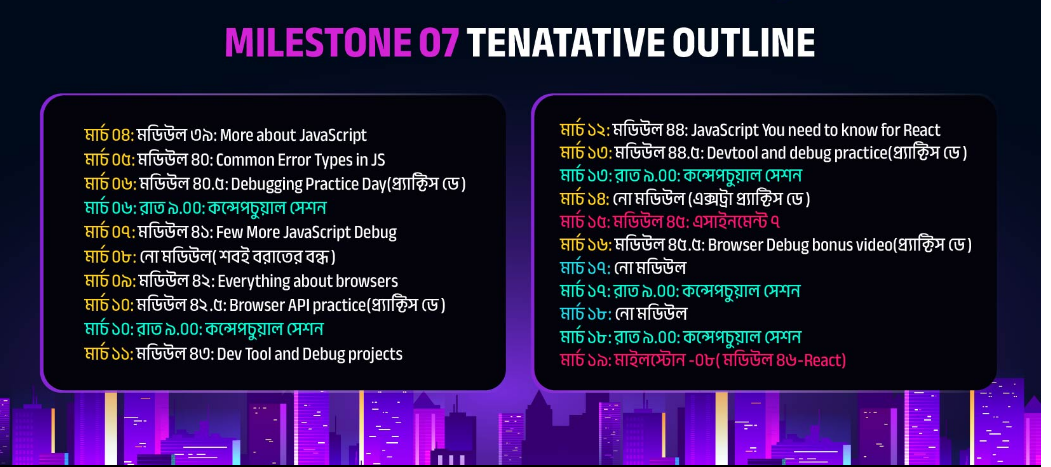 MILESTONE 07 TENATATIVE OUTLINE
মার্চ ০৪: মডিউল ৩৯: More about JavaScript
মার্চ ০৫: মডিউল ৪০: Common Error Types in JS
মার্চ ০৬: মডিউল ৪০.৫: Debugging Practice Day(প্র্যাক্টিস ডে )
মার্চ ০৬: রাত ৯.০০: কন্সেপচুয়াল সেশন
মার্চ ০৭: মডিউল ৪১: Few More JavaScript Debug
মার্চ ০৮: নো মডিউল( শবই বরাতের বন্ধ )
মার্চ ০৯: মডিউল ৪২: Everything about browsers
মার্চ ১০: মডিউল ৪২.৫: Browser API practice(প্র্যাক্টিস ডে )
মার্চ ১০: রাত ৯.০০: কন্সেপচুয়াল সেশন
মার্চ ১১: মডিউল ৪৩: Dev Tool and Debug projects
মার্চ ১২: মডিউল ৪৪: JavaScript You need to know for React
মার্চ ১৩: মডিউল ৪৪.৫: Devtool and debug practice(প্র্যাক্টিস ডে )
মার্চ ১৩: রাত ৯.০০: কন্সেপচুয়াল সেশন
মার্চ ১৪: নো মডিউল (এক্সট্রা প্র্যাক্টিস ডে )
মার্চ ১৫: মডিউল ৪৫: এসাইনমেন্ট ৭
মার্চ ১৬: মডিউল ৪৫.৫: Browser Debug bonus video(প্র্যাক্টিস ডে )
মার্চ ১৭: নো মডিউল
মার্চ ১৭: রাত ৯.০০: কন্সেপচুয়াল সেশন
মার্চ ১৮: নো মডিউল
মার্চ ১৮: রাত ৯.০০: কন্সেপচুয়াল সেশন
মার্চ ১৯: মাইলস্টোন -০৮( মডিউল ৪৬-React)